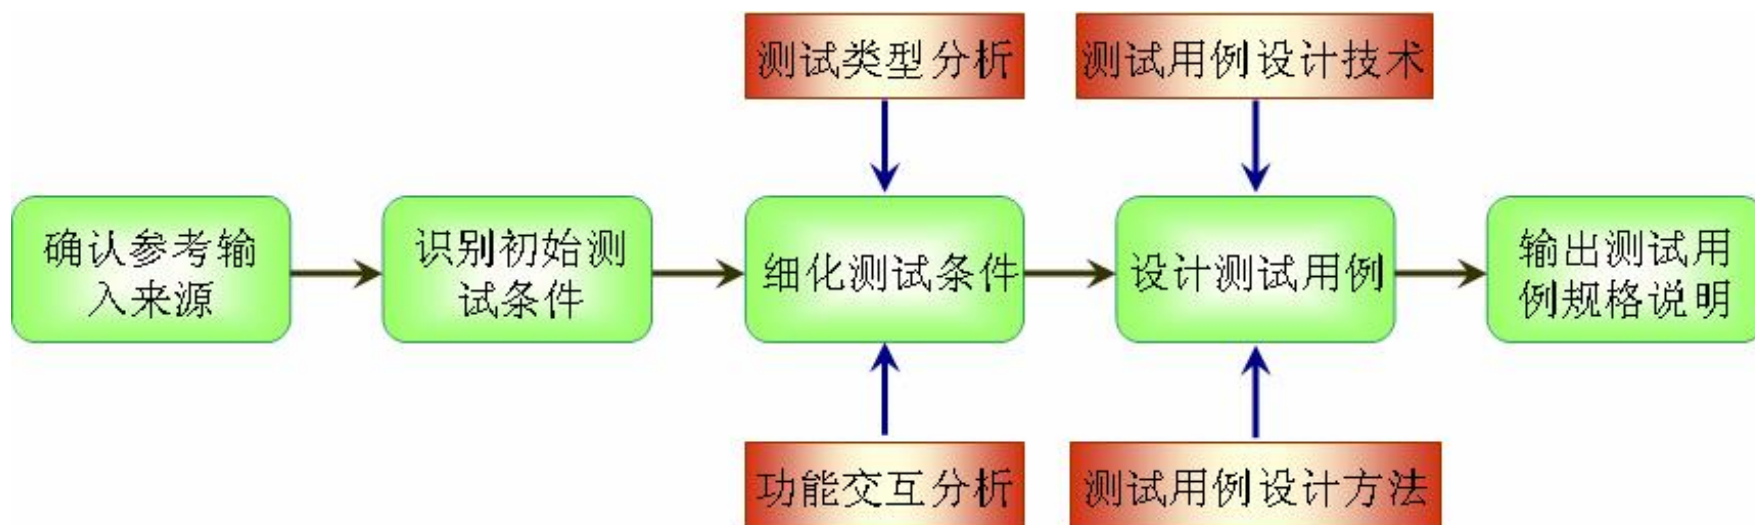 测试类型分析
测试用例设计技术
确认参考输
入来源
识别初始测
试条件
细化测试条件
设计测试用例
输出测试用
例规格说明
功能交互分析
测试用例设计方法